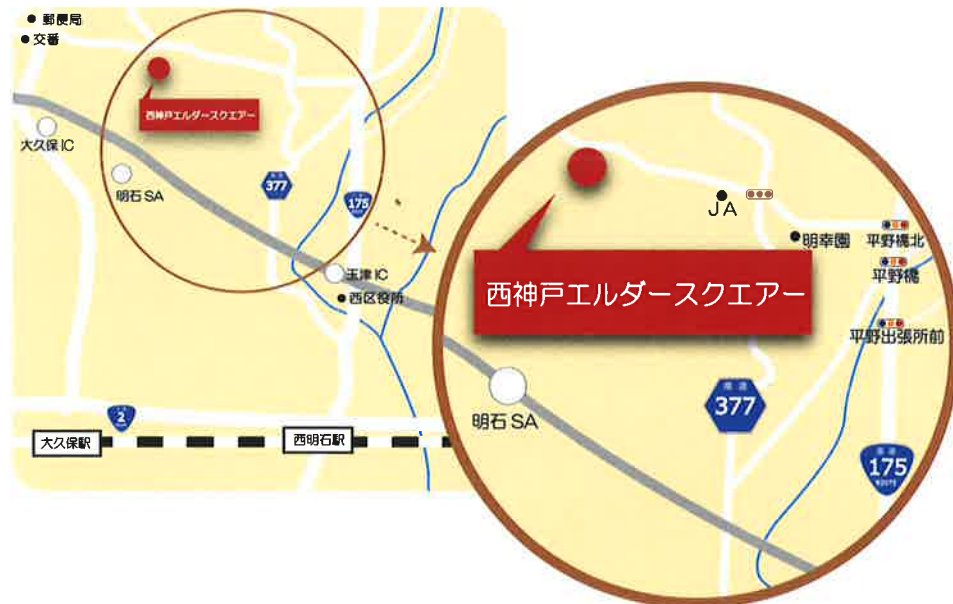 郵便局
交番
西神戸エルダースクエアー
大久保IC
明石SA
377
175
玉津IC
西区役所
2
大久保駅
西明石駅
JA
明幸園
平野橋北
平野橋
平野出張所前
西神戸エルダースクエアー
明石SA
377
175
ROUTE